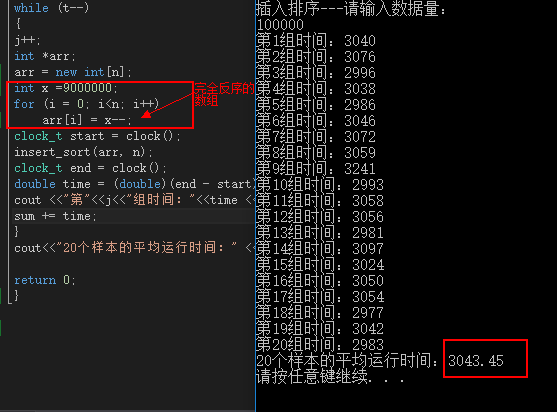 while (t--)
{
j++;
int *arr;
arr = new int[n];
int x =9000000;
for (i = 0; i<n; i++)
arr[i] = x--;
完全反序的
数组
clock_t start = clock();
insert_sort(arr, n);
clock_t end = clock();
double time = (double)(end - start)
cout <<"第"<<j<<"组时间："<<time <<
sum += time;
}
cout<<"20个样本的平均运行时间：" <<
return 0;
}
插入排序---请输入数据量：
100000
第1组时间：3040
第2组时间：3076
第3组时间：2996
第4组时间：3038
第5组时间：2986
第6组时间：3046
第7组时间：3072
第8组时间：3059
第9组时间：3241
第10组时间：2993
第11组时间：3058
第12组时间：3056
第13组时间：2981
第14组时间：3097
第15组时间：3024
第16组时间：3050
第17组时间：3054
第18组时间：2977
第19组时间：3042
第20组时间：2983
20个样本的平均运行时间：3043.45
请按任意键继续. . .